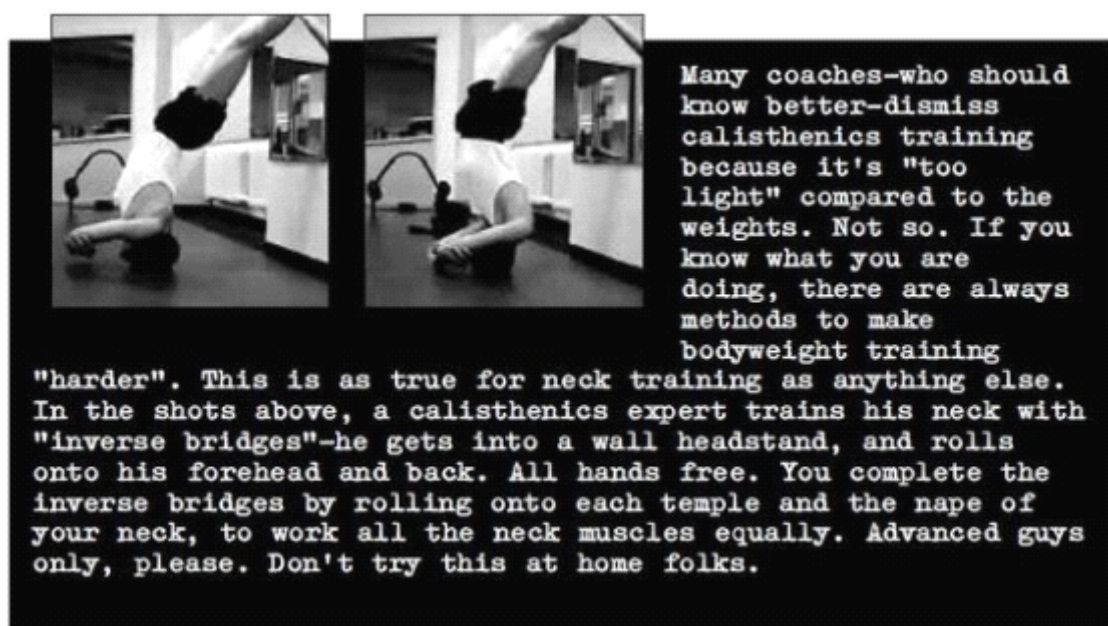 Many coaches—who should
know better—dismiss
calisthenics training
because it's "too
light" compared to the
weights. Not so. If you
know what you are
doing, there are always
methods to make
bodyweight training
"harder". This is as true for neck training as anything else.
In the shots above, a calisthenics expert trains his neck with
"inverse bridges"—he gets into a wall headstand, and rolls
onto his forehead and back. All hands free. You complete the
inverse bridges by rolling onto each temple and the nape of
your neck, to work all the neck muscles equally. Advanced guys
only, please. Don't try this at home folks.